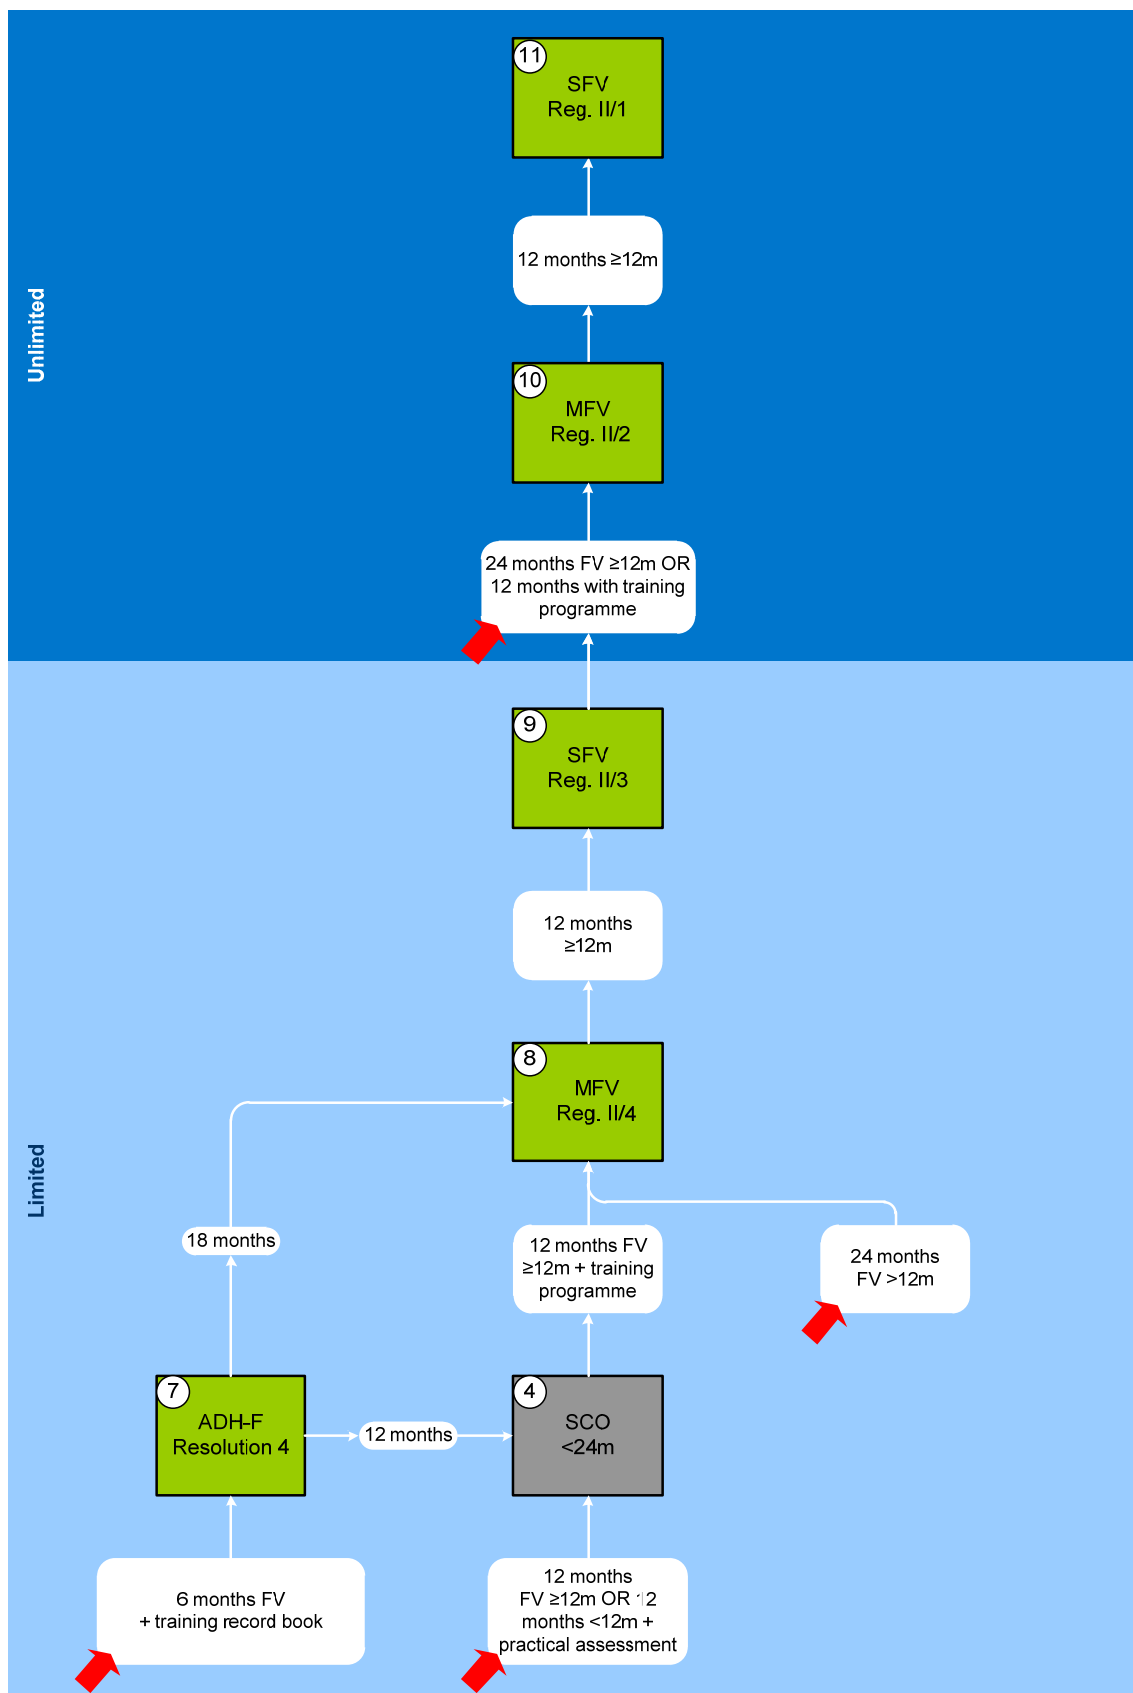 11
SFV
Reg. II/1
12 months ≥12m
Unlimited
10
MFV
Reg. II/2
24 months FV ≥12m OR
12 months with training
programme
9
SFV
Reg. II/3
12 months
≥12m
8
MFV
Reg. II/4
Limited
18 months
12 months FV
≥12m + training
programme
24 months
FV >12m
7
ADH-F
Resolution 4
12 months
4
SCO
<24m
6 months FV
+ training record book
12 months
FV ≥12m OR 12
months <12m +
practical assessment